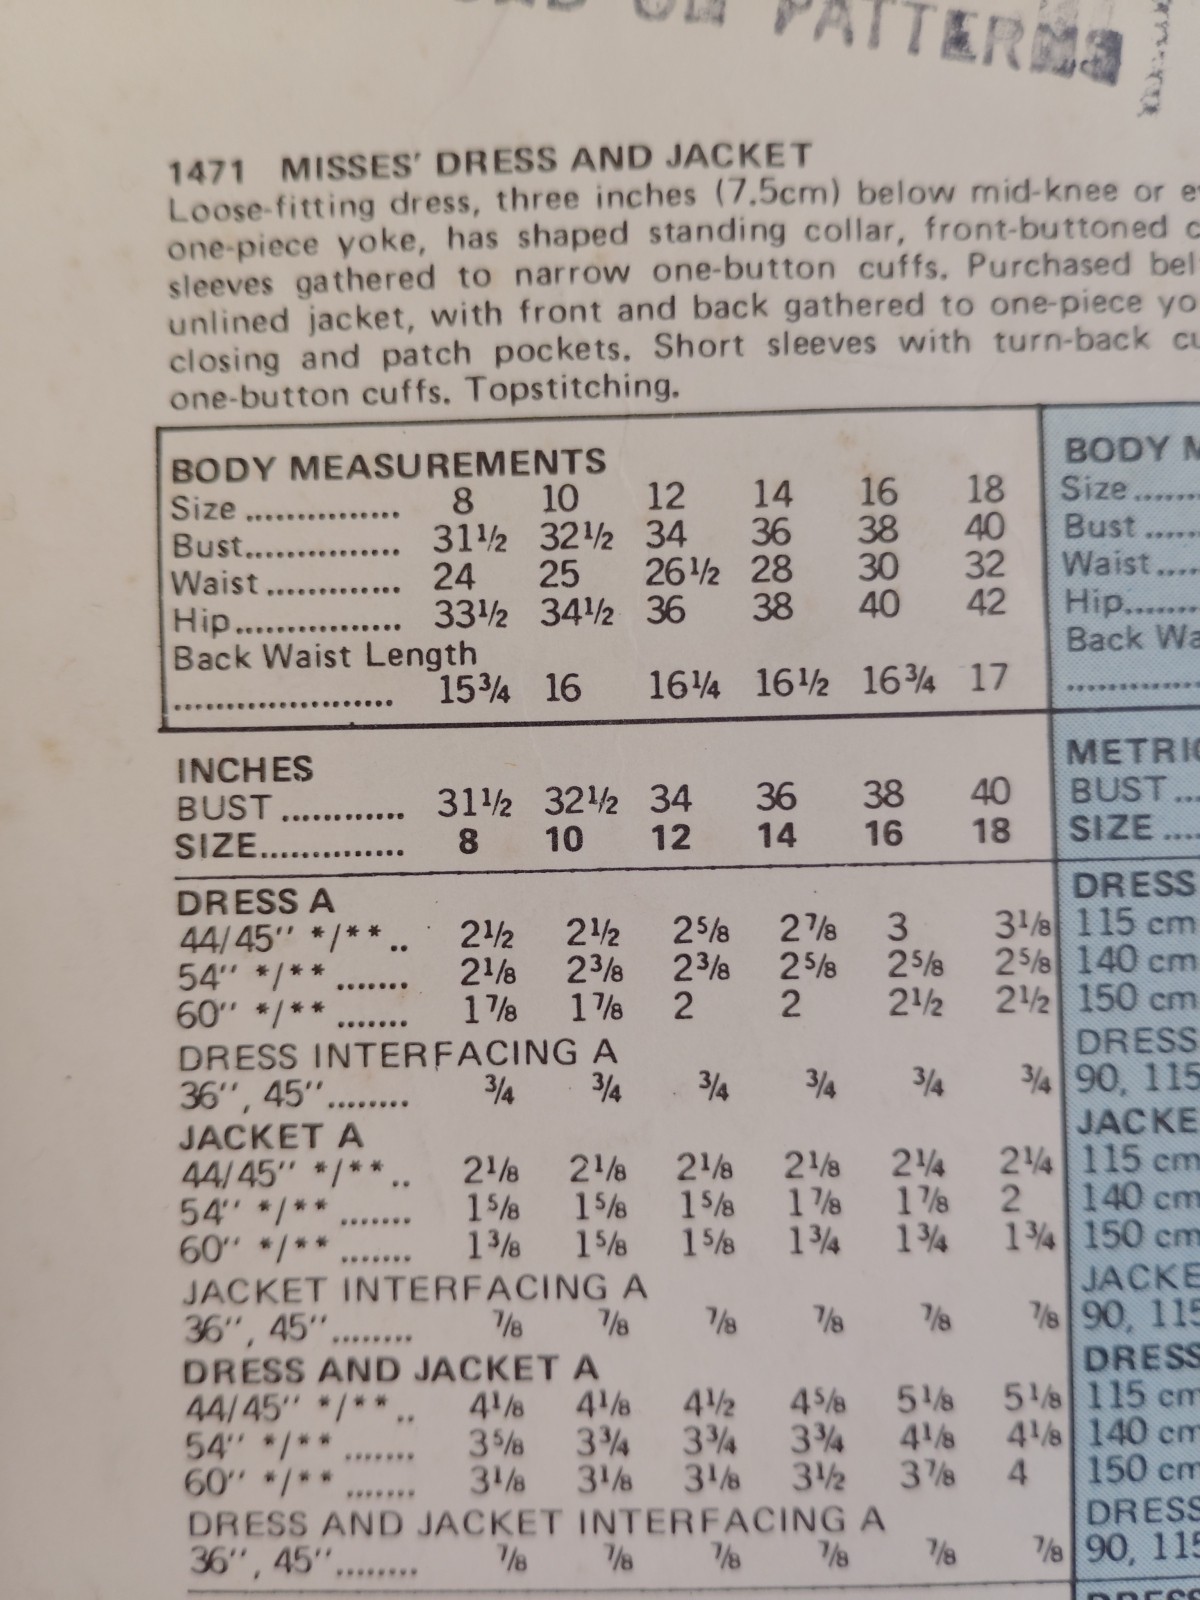 PATTERNS
1471 MISSES' DRESS AND JACKET
Loose-fitting dress, three inches (7.5cm) below mid-knee or
one-piece yoke, has shaped standing collar, front-buttoned
sleeves gathered to narrow one-button cuffs. Purchased
unlined jacket, with front and back gathered to one-piece
closing and patch pockets. Short sleeves with turn-back
one-button cuffs. Topstitching.
BODY MEASUREMENTS
Size ............... 8 10 12 14 16 18
Bust............... 31½ 32½ 34 36 38 40
Waist ............. 24 25 26½ 28 30 32
Hip................ 33½ 34½ 36 38 40 42
Back Waist Length
..................... 15¾ 16 16¼ 16½ 16¾ 17
INCHES
BUST ............ 31½ 32½ 34 36 38 40
SIZE.............. 8 10 12 14 16 18
DRESS A
44/45'' */** .. 2½ 2½ 2⅝ 2⅞ 3 3⅛
54'' */** ....... 2⅛ 2⅜ 2⅜ 2⅝ 2⅝ 2⅝
60'' */** ....... 1⅞ 1⅞ 2 2 2½ 2½
DRESS INTERFACING A
36'', 45''........ ¾ ¾ ¾ ¾ ¾ ¾
JACKET A
44/45'' */** .. 2⅛ 2⅛ 2⅛ 2⅛ 2¼ 2¼
54'' */** ....... 1⅝ 1⅝ 1⅝ 1⅞ 1⅞ 2
60'' */** ....... 1⅜ 1⅝ 1⅝ 1¾ 1¾ 1¾
JACKET INTERFACING A
36'', 45''........ ⅞ ⅞ ⅞ ⅞ ⅞ ⅞
DRESS AND JACKET A
44/45'' */** .. 4⅛ 4⅛ 4½ 4⅝ 5⅛ 5⅛
54'' */** ....... 3⅝ 3¾ 3¾ 3¾ 4⅛ 4⅛
60'' */** ....... 3⅛ 3⅛ 3⅛ 3½ 3⅞ 4
DRESS AND JACKET INTERFACING A
36'', 45''........ ⅞ ⅞ ⅞ ⅞ ⅞ ⅞
BODY
Size .......
Bust ......
Waist....
Hip.......
Back
.............
METRIC
BUST ...
SIZE ....
DRESS
115 cm
140 cm
150 cm
DRESS
90, 115
JACKE
115 cm
140 cm
150 cm
JACKE
90, 115
DRESS
115 cm
140 cm
150 cm
DRESS
90, 115